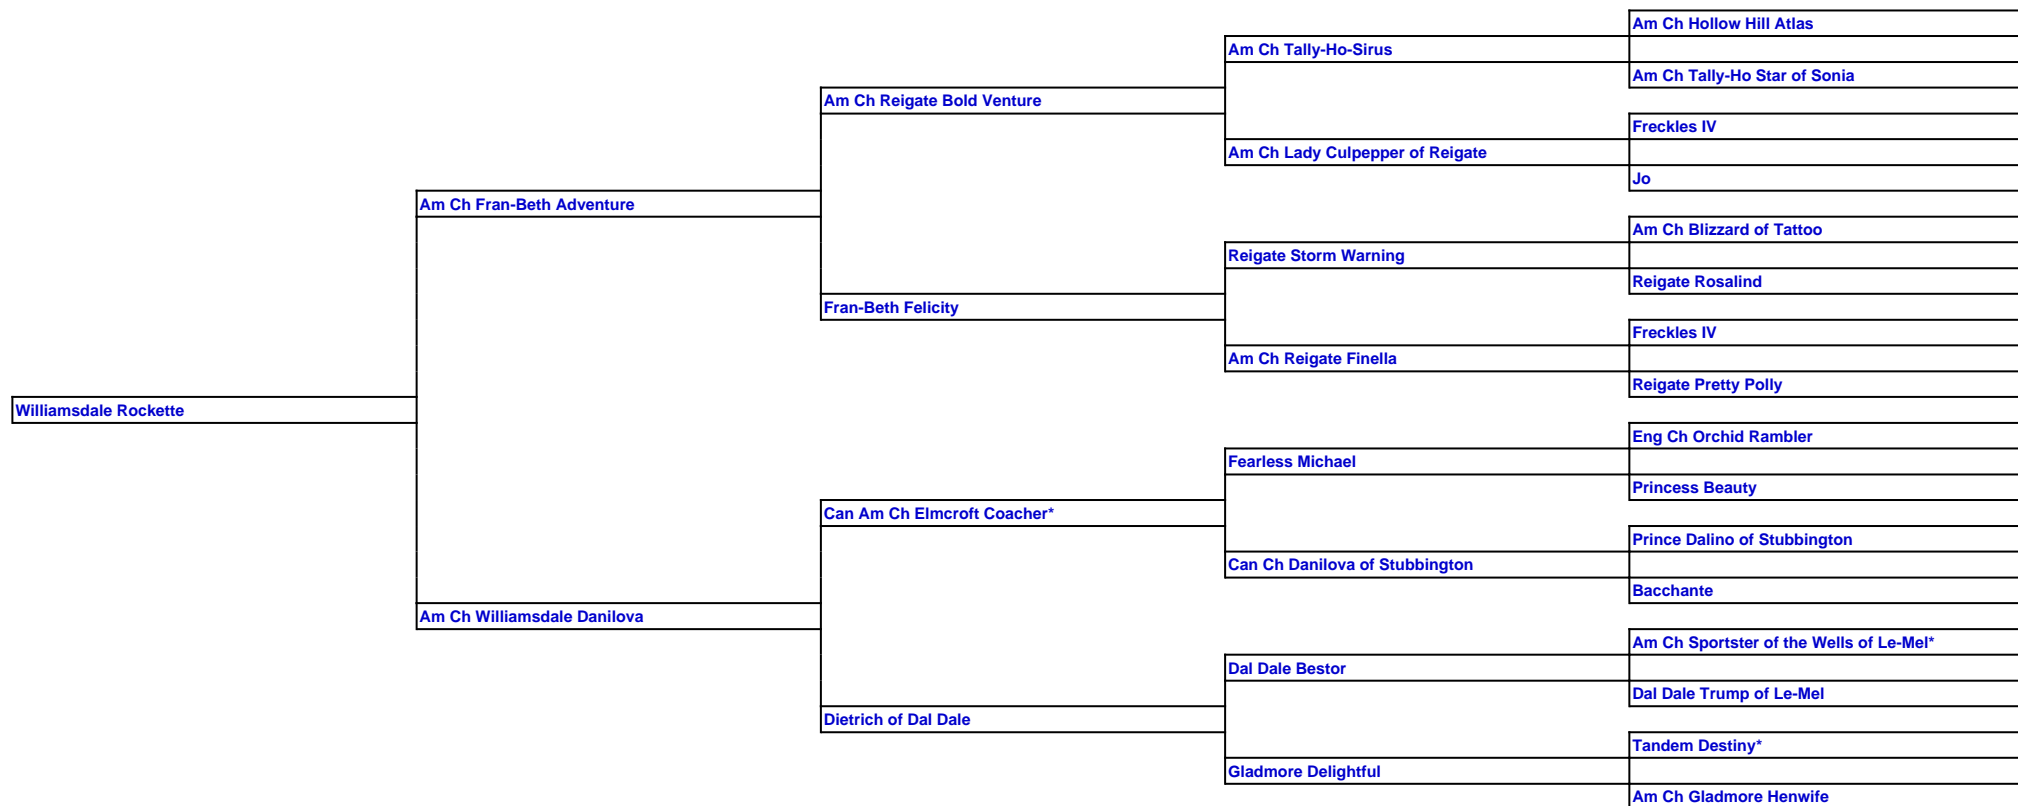 Am Ch Hollow Hill Atlas
Am Ch Tally-Ho-Sirus
Am Ch Tally-Ho Star of Sonia
Am Ch Reigate Bold Venture
Freckles IV
Am Ch Lady Culpepper of Reigate
Jo
Am Ch Fran-Beth Adventure
Am Ch Blizzard of Tattoo
Reigate Storm Warning
Reigate Rosalind
Fran-Beth Felicity
Freckles IV
Am Ch Reigate Finella
Reigate Pretty Polly
Williamsdale Rockette
Eng Ch Orchid Rambler
Fearless Michael
Princess Beauty
Can Am Ch Elmcroft Coacher*
Prince Dalino of Stubbington
Can Ch Danilova of Stubbington
Bacchante
Am Ch Williamsdale Danilova
Am Ch Sportster of the Wells of Le-Mel*
Dal Dale Bestor
Dal Dale Trump of Le-Mel
Dietrich of Dal Dale
Tandem Destiny*
Gladmore Delightful
Am Ch Gladmore Henwife